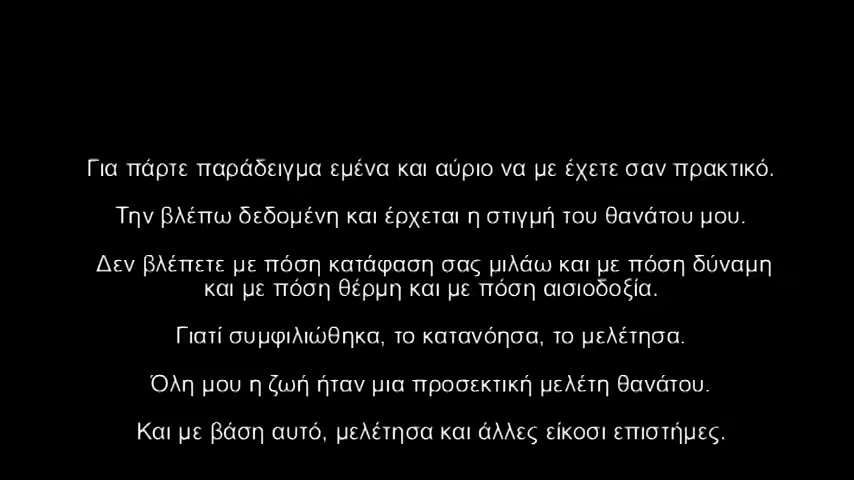 Για πάρτε παράδειγμα εμένα και αύριο να με έχετε σαν πρακτικό.
Την βλέπω δεδομένη και έρχεται η στιγμή του θανάτου μου.
Δεν βλέπετε με πόση κατάφαση σας μιλάω και με πόση δύναμη
και με πόση θέρμη και με πόση αισιοδοξία.
Γιατί συμφιλιώθηκα, το κατανόησα, το μελέτησα.
Όλη μου η ζωή ήταν μια προσεκτική μελέτη θανάτου.
Και με βάση αυτό, μελέτησα και άλλες είκοσι επιστήμες.